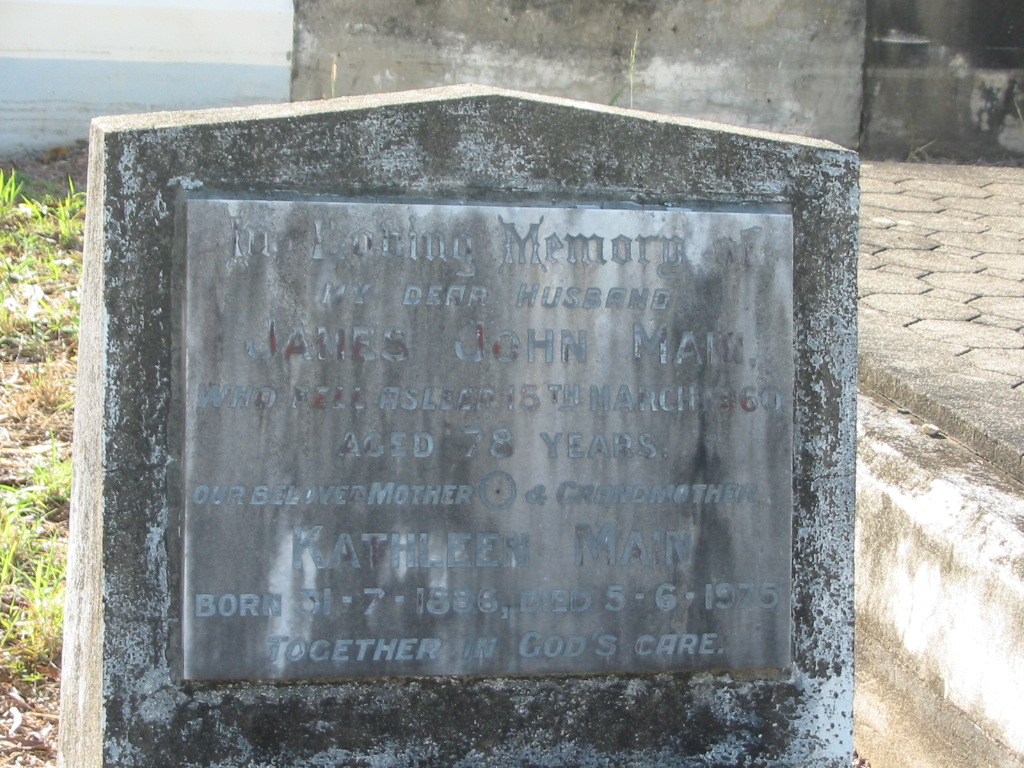 In Loving Memory of
MY DEAR HUSBAND
JAMES JOHN MAIN,
WHO FELL ASLEEP 15TH MARCH 1960
AGED 78 YEARS.
OUR BELOVED MOTHER & GRANDMOTHER,
KATHLEEN MAIN
BORN 31-7-1886, DIED 5-6-1975
TOGETHER IN GOD'S CARE.